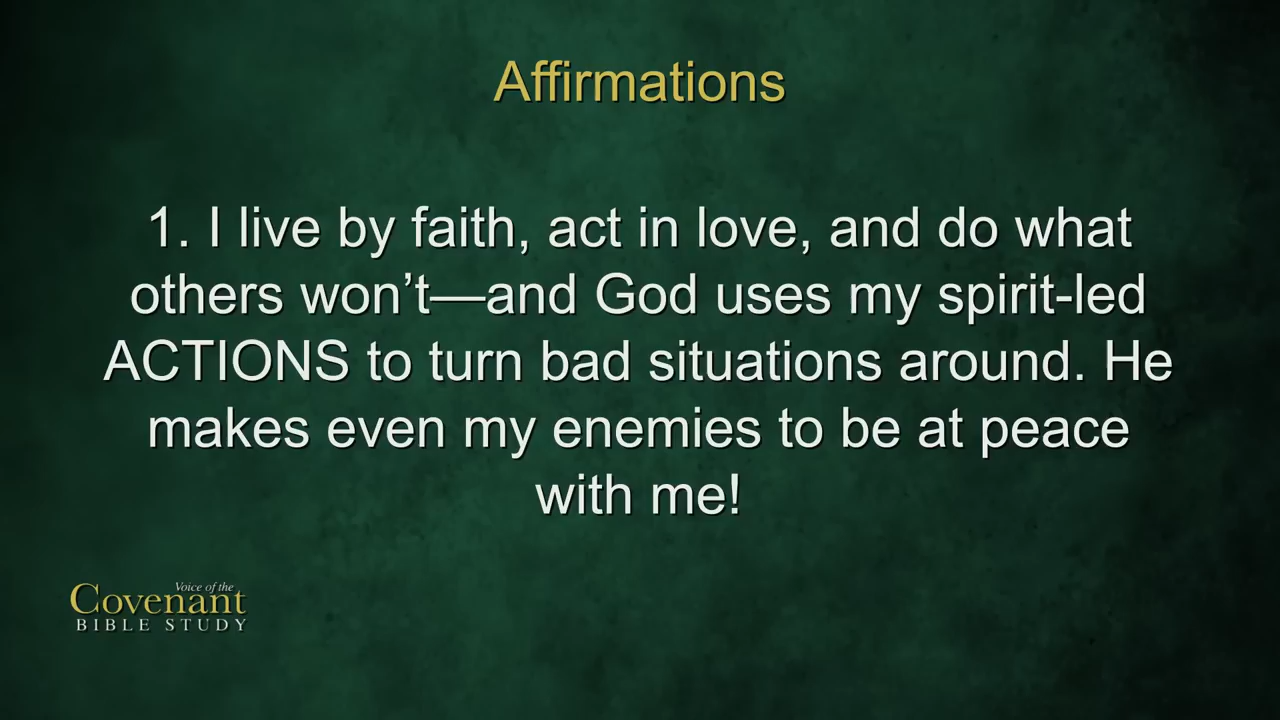 Affirmations
1. I live by faith, act in love, and do what
others won’t—and God uses my spirit-led
ACTIONS to turn bad situations around. He
makes even my enemies to be at peace
with me!
Voice of the
Covenant
BIBLE STUDY